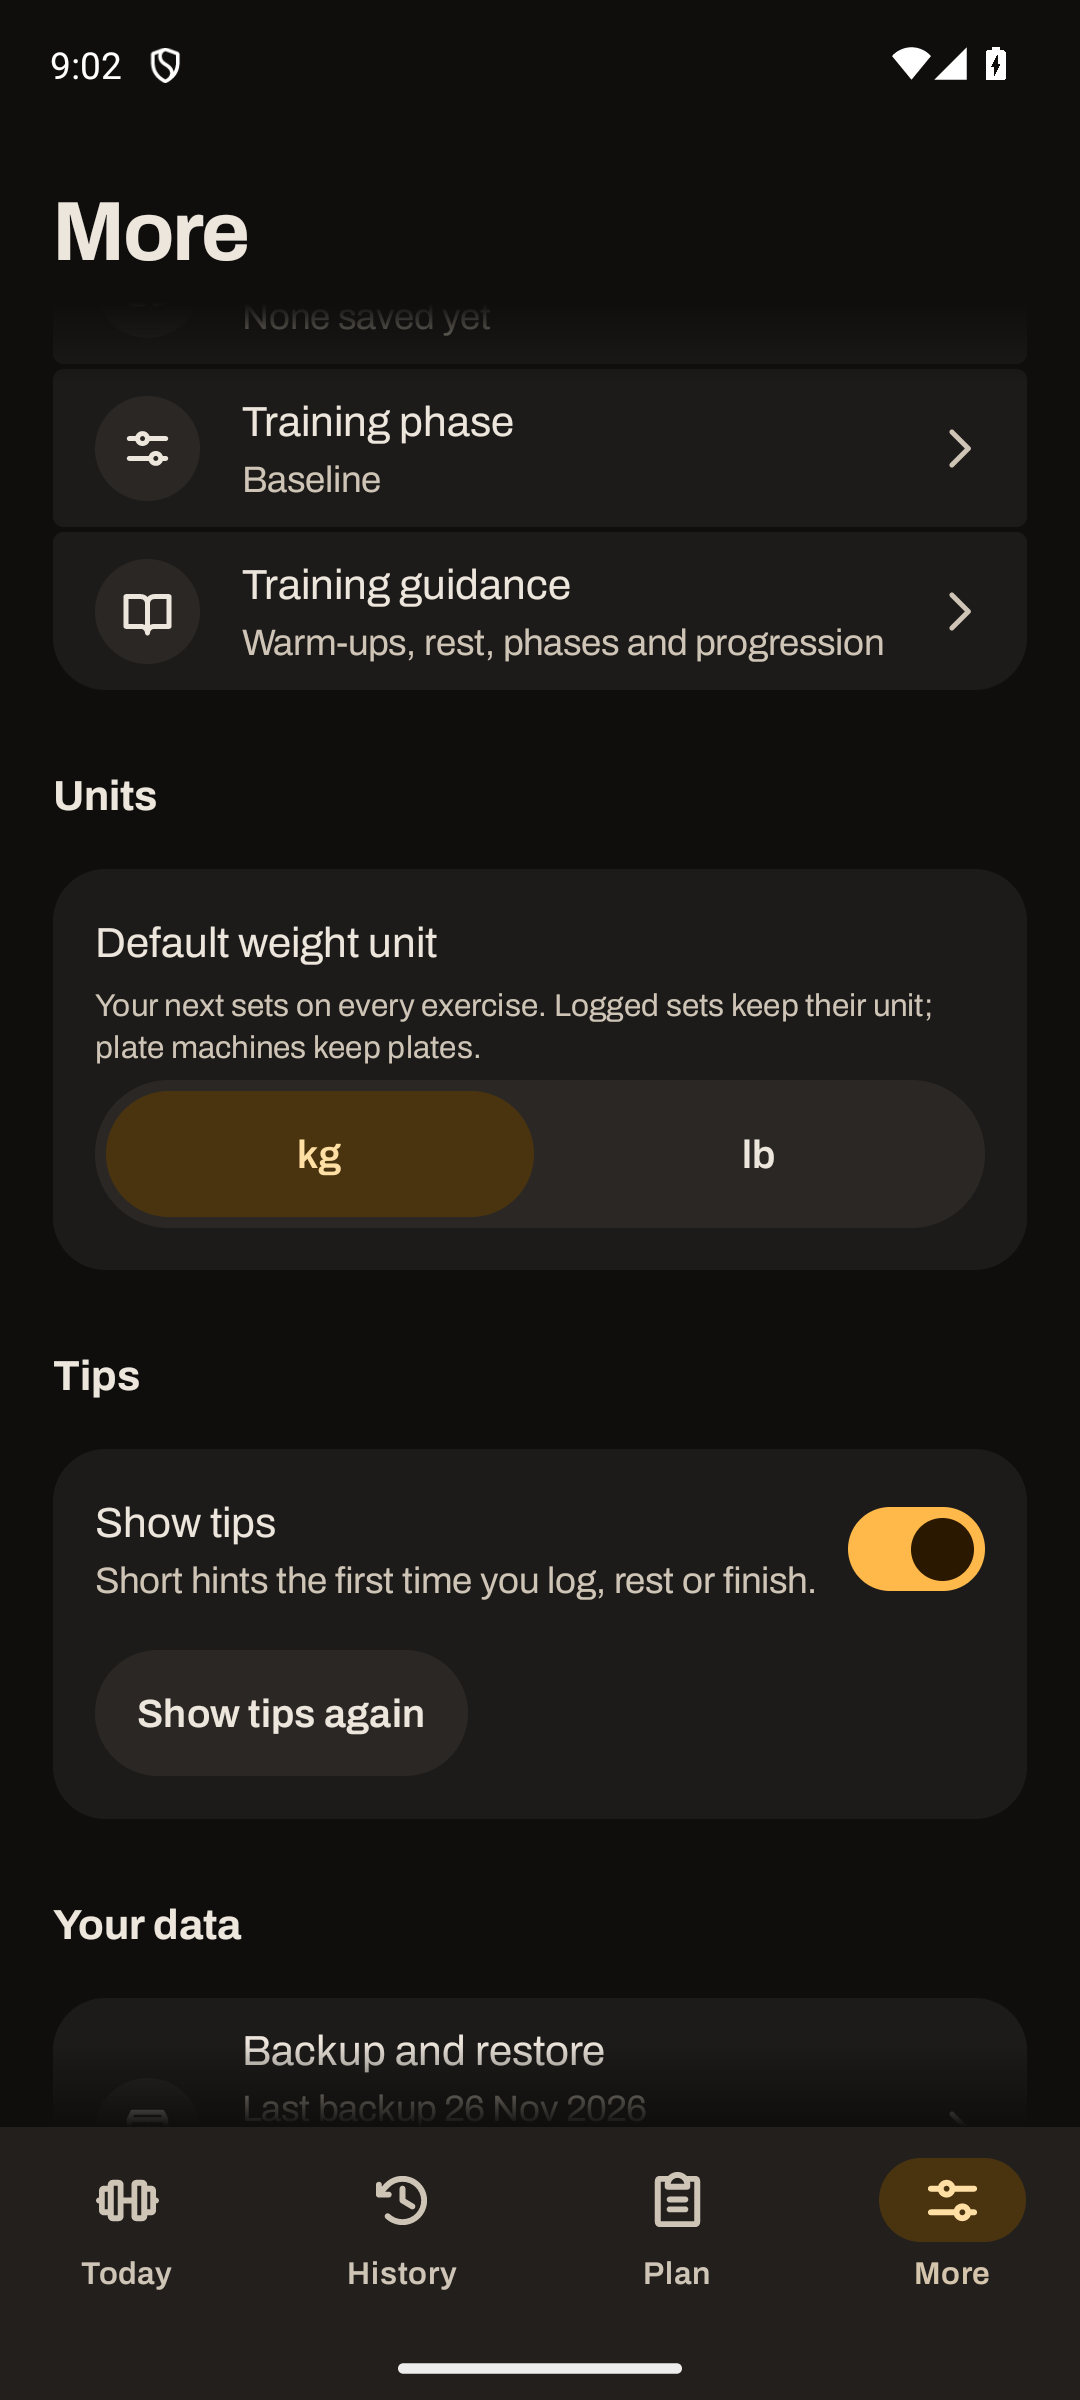 9:02
More
None saved yet
Training phase
Baseline
Training guidance
Warm-ups, rest, phases and progression
Units
Default weight unit
Your next sets on every exercise. Logged sets keep their unit;
plate machines keep plates.
kg lb
Tips
Show tips
Short hints the first time you log, rest or finish.
Show tips again
Your data
Backup and restore
Last backup 26 Nov 2026
Today History Plan More